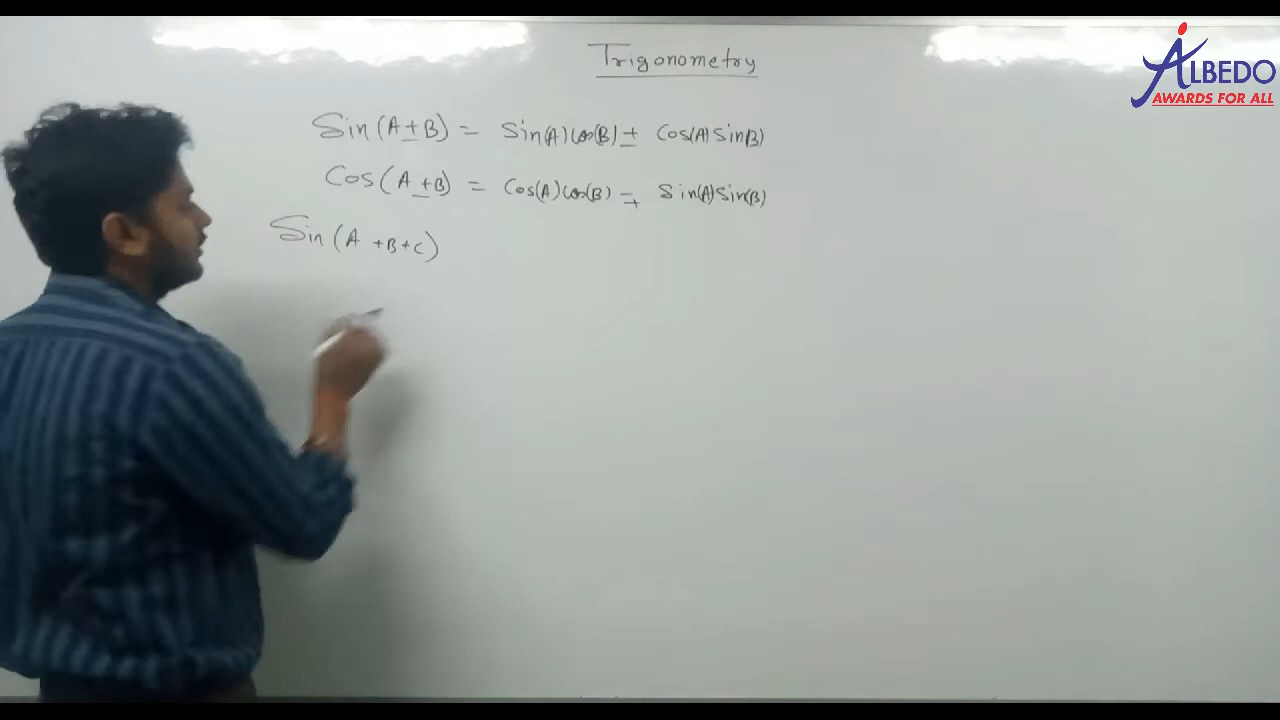 Trigonometry
ALBEDO
AWARDS FOR ALL
Sin(A±B) = Sin(A)Cos(B) ± Cos(A)Sin(B)
Cos(A±B) = Cos(A)Cos(B) ∓ Sin(A)Sin(B)
Sin(A+B+C)